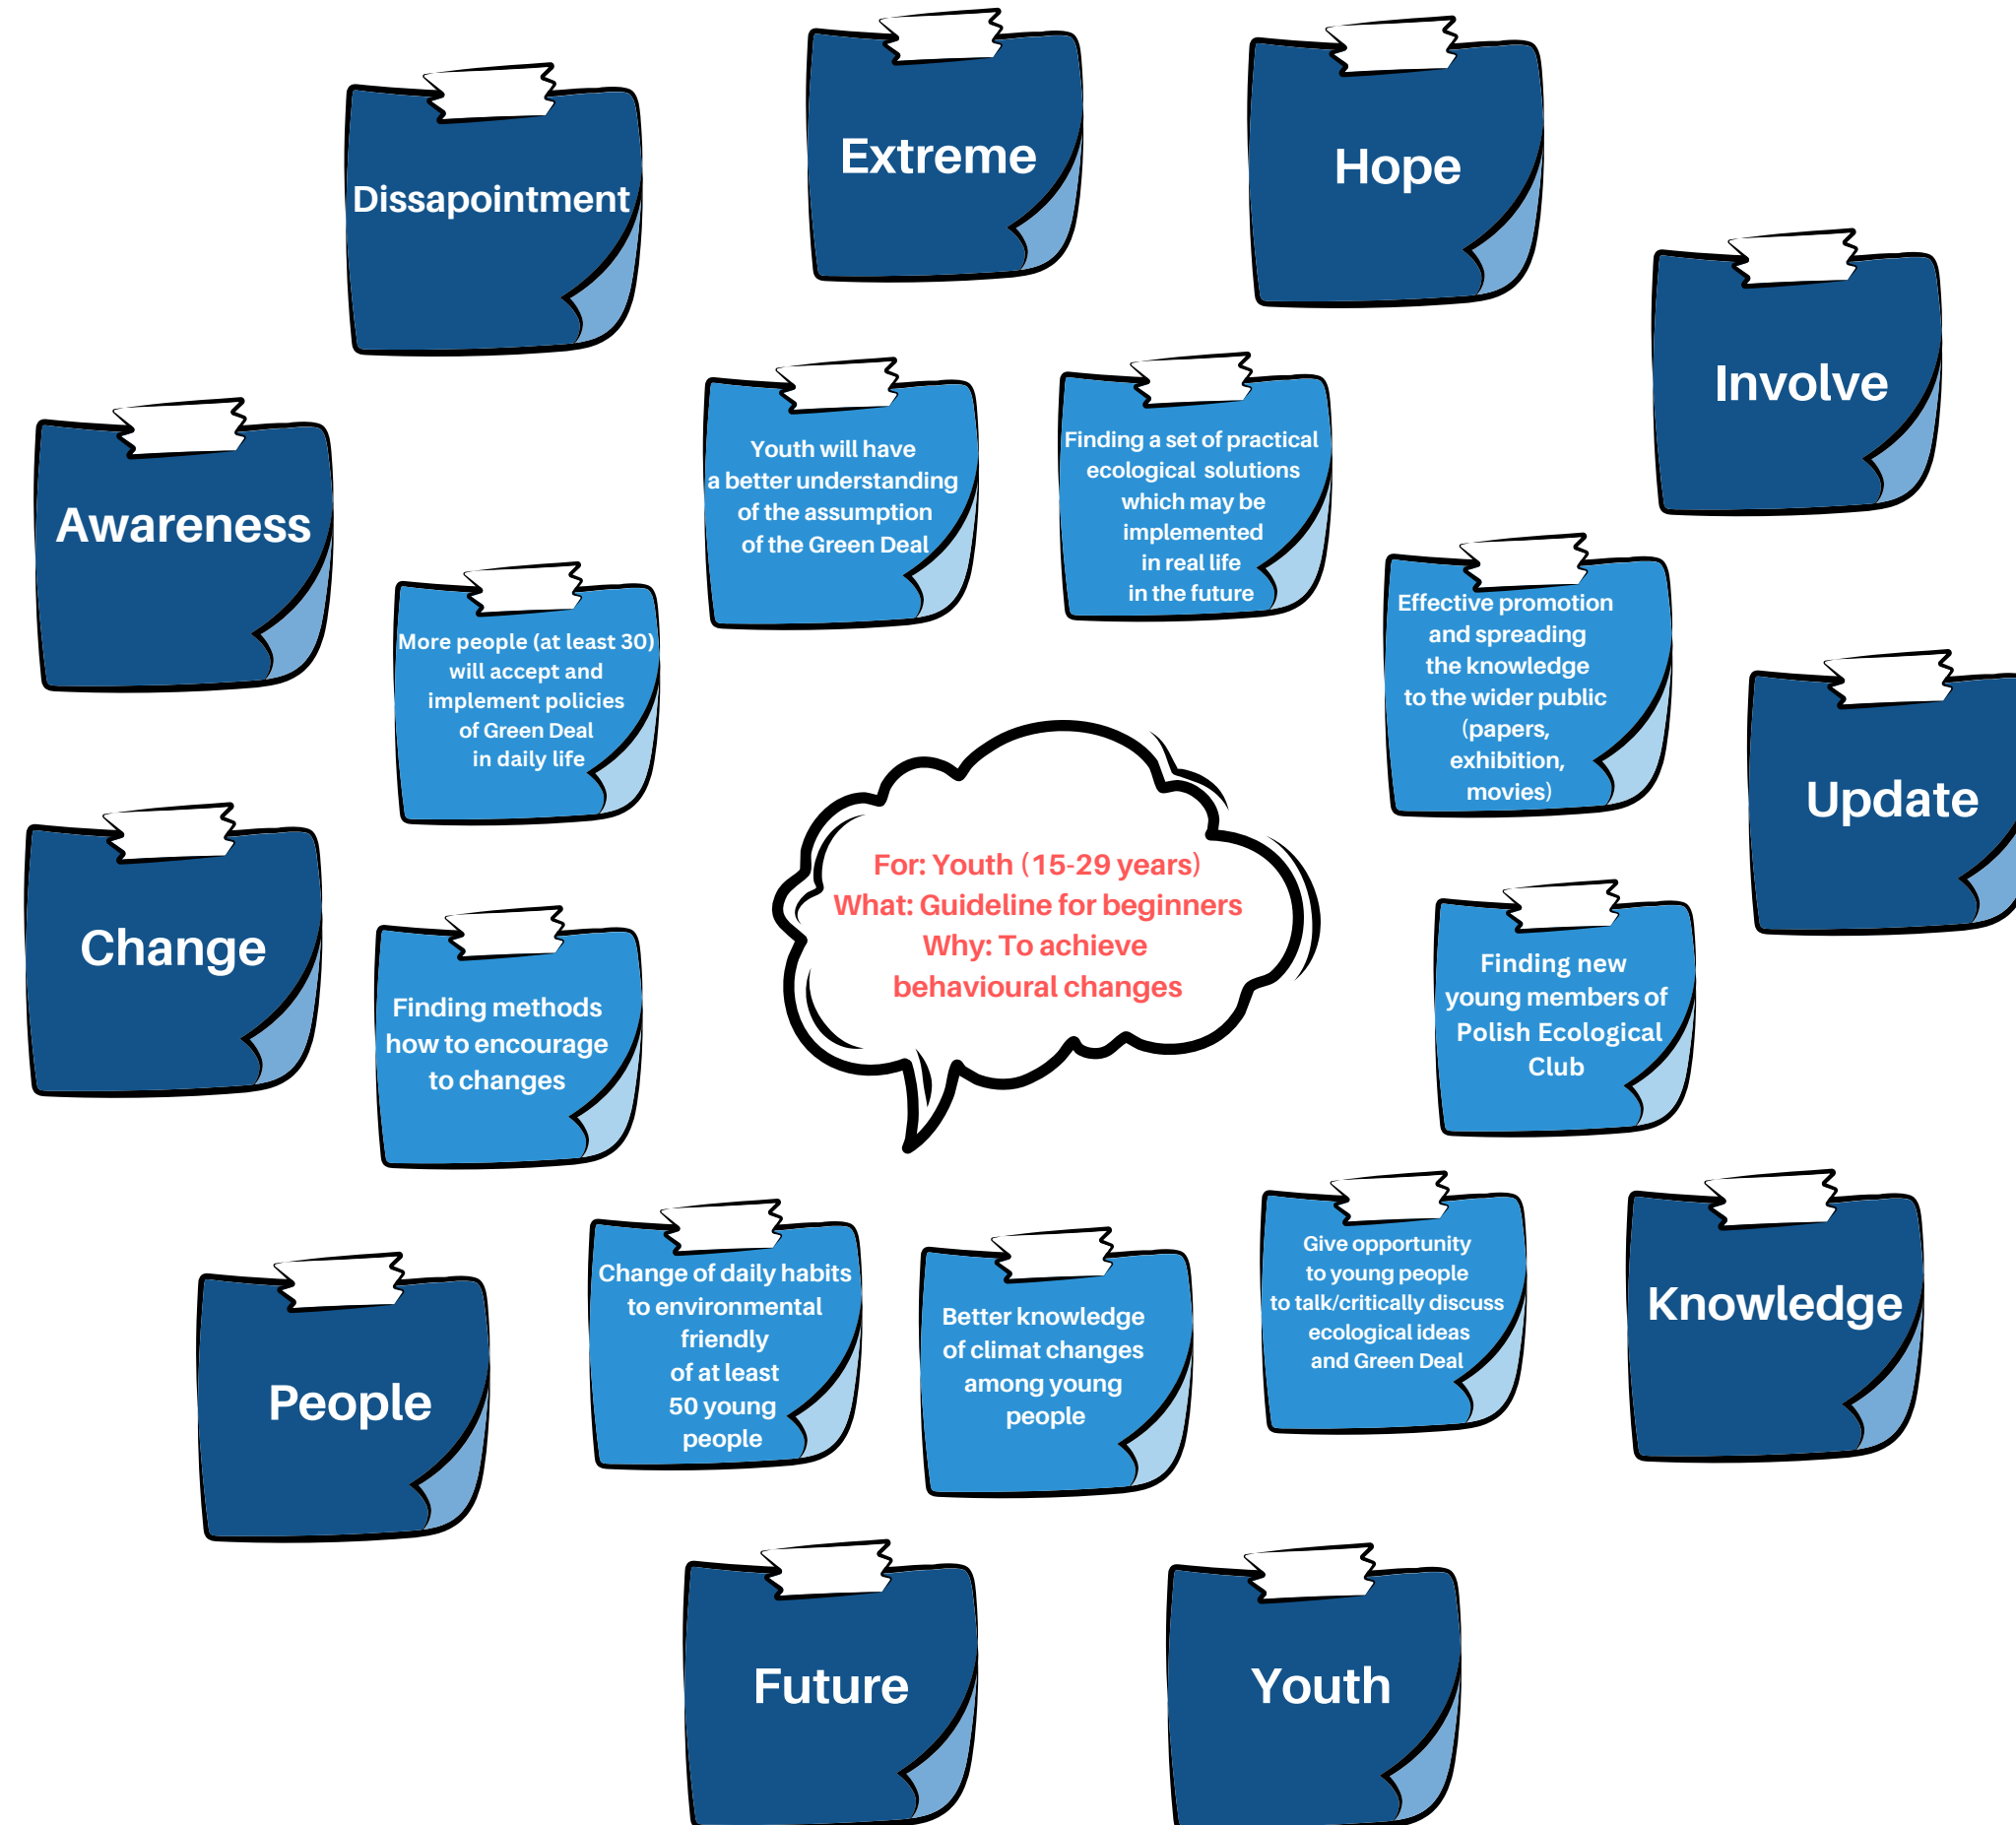 Extreme
Hope
Dissapointment
Involve
Awareness
Youth will have
a better understanding
of the assumption
of the Green Deal
Finding a set of practical
ecological solutions
which may be
implemented
in real life
in the future
Effective promotion
and spreading
the knowledge
to the wider public
(papers,
exhibition,
movies)
More people (at least 30)
will accept and
implement policies
of Green Deal
in daily life
Update
For: Youth (15-29 years)
What: Guideline for beginners
Why: To achieve
behavioural changes
Change
Finding methods
how to encourage
to changes
Finding new
young members of
Polish Ecological
Club
Change of daily habits
to environmental
friendly
of at least
50 young
people
Better knowledge
of climat changes
among young
people
Give opportunity
to young people
to talk/critically discuss
ecological ideas
and Green Deal
Knowledge
People
Future
Youth